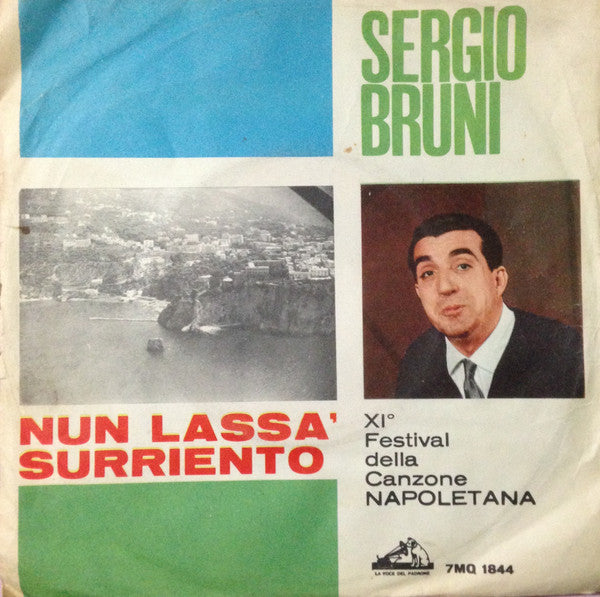 SERGIO
BRUNI
NUN LASSA'
SURRIENTO
XI°
Festival
della
Canzone
NAPOLETANA
LA VOCE DEL PADRONE
7MQ 1844